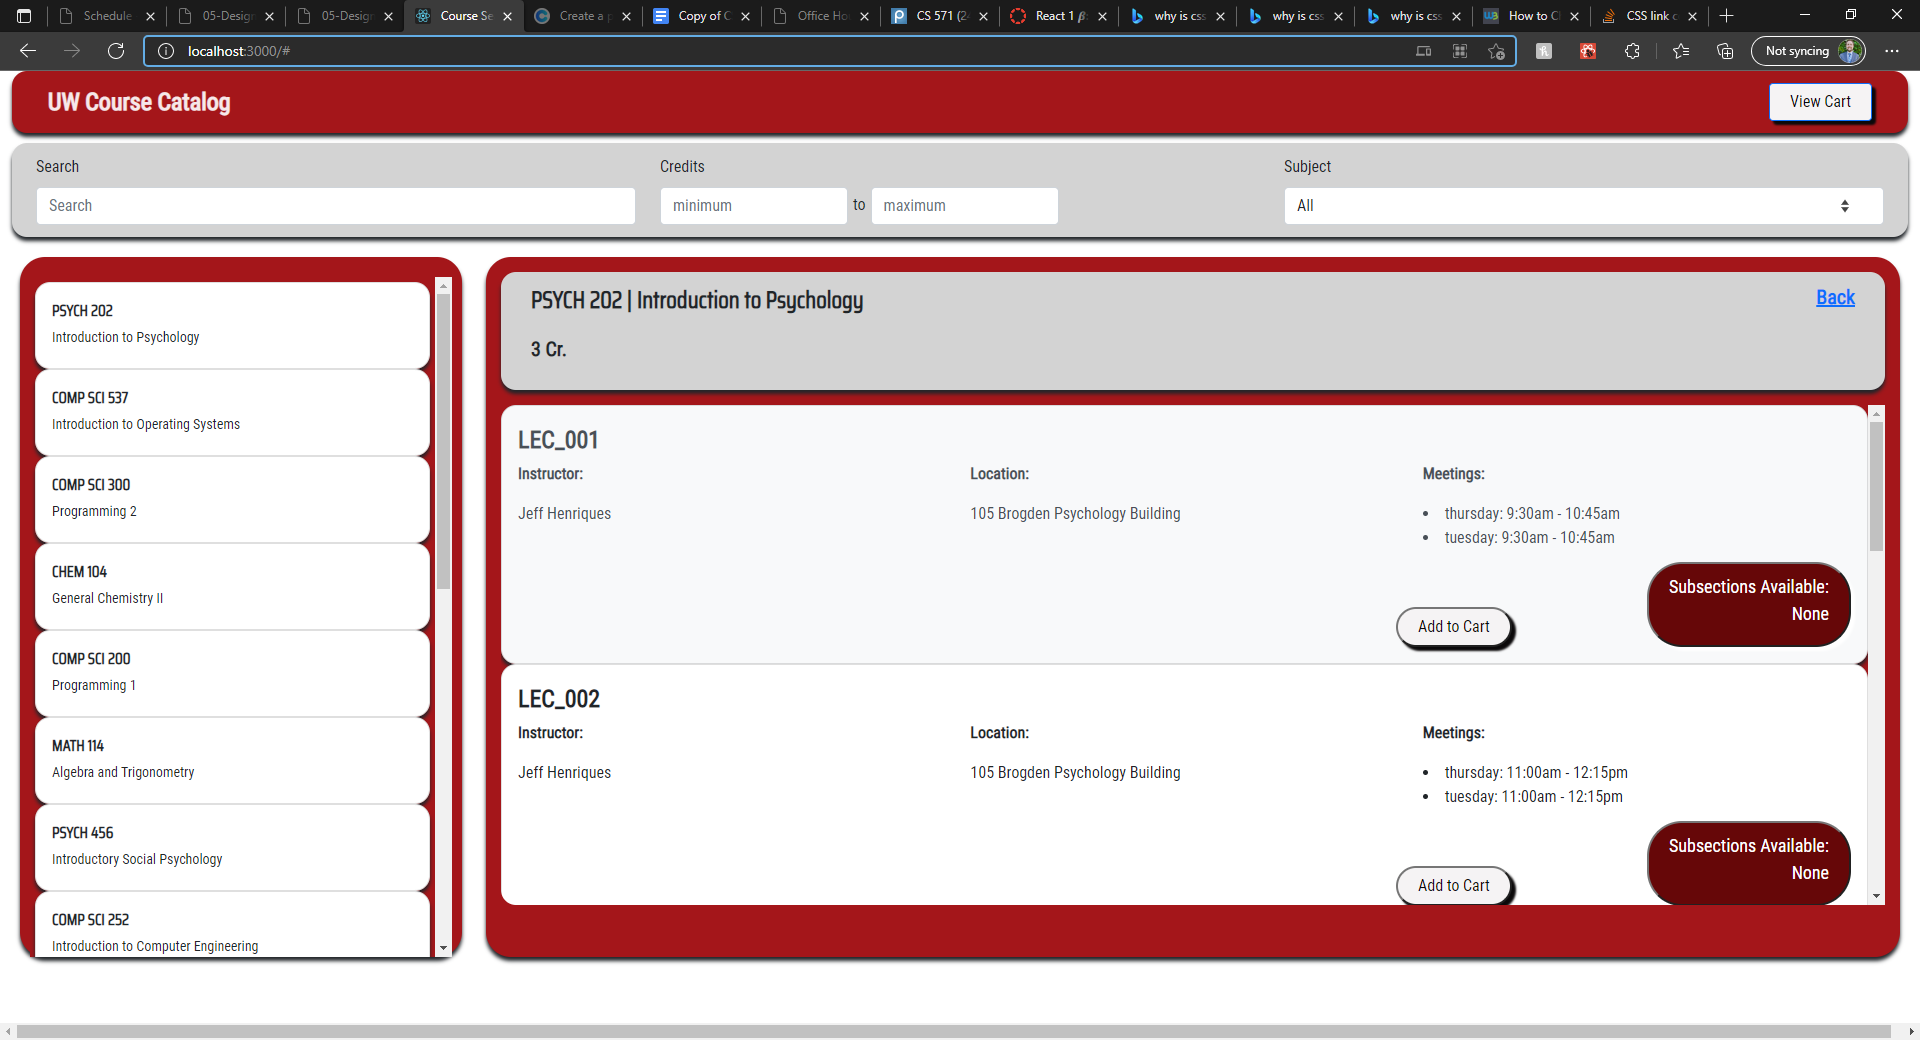 Schedule
05-Design
05-Design
Course Se
Create a p
Copy of C
Office Ho
CS 571 (2
React 1
why is css
why is css
why is css
How to C
CSS link c
localhost:3000/#
Not syncing
UW Course Catalog
View Cart
Search
Credits
Subject
Search
minimum
to
maximum
All
PSYCH 202
Introduction to Psychology
COMP SCI 537
Introduction to Operating Systems
COMP SCI 300
Programming 2
CHEM 104
General Chemistry II
COMP SCI 200
Programming 1
MATH 114
Algebra and Trigonometry
PSYCH 456
Introductory Social Psychology
COMP SCI 252
Introduction to Computer Engineering
PSYCH 202 | Introduction to Psychology
Back
3 Cr.
LEC_001
Instructor:
Location:
Meetings:
Jeff Henriques
105 Brogden Psychology Building
• thursday: 9:30am - 10:45am
• tuesday: 9:30am - 10:45am
Subsections Available:
None
Add to Cart
LEC_002
Instructor:
Location:
Meetings:
Jeff Henriques
105 Brogden Psychology Building
• thursday: 11:00am - 12:15pm
• tuesday: 11:00am - 12:15pm
Subsections Available:
None
Add to Cart